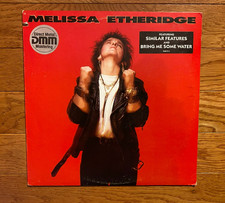 MELISSA ETHERIDGE
Direct Metal
DMM
Mastering
FEATURING
SIMILAR FEATURES
AND
BRING ME SOME WATER